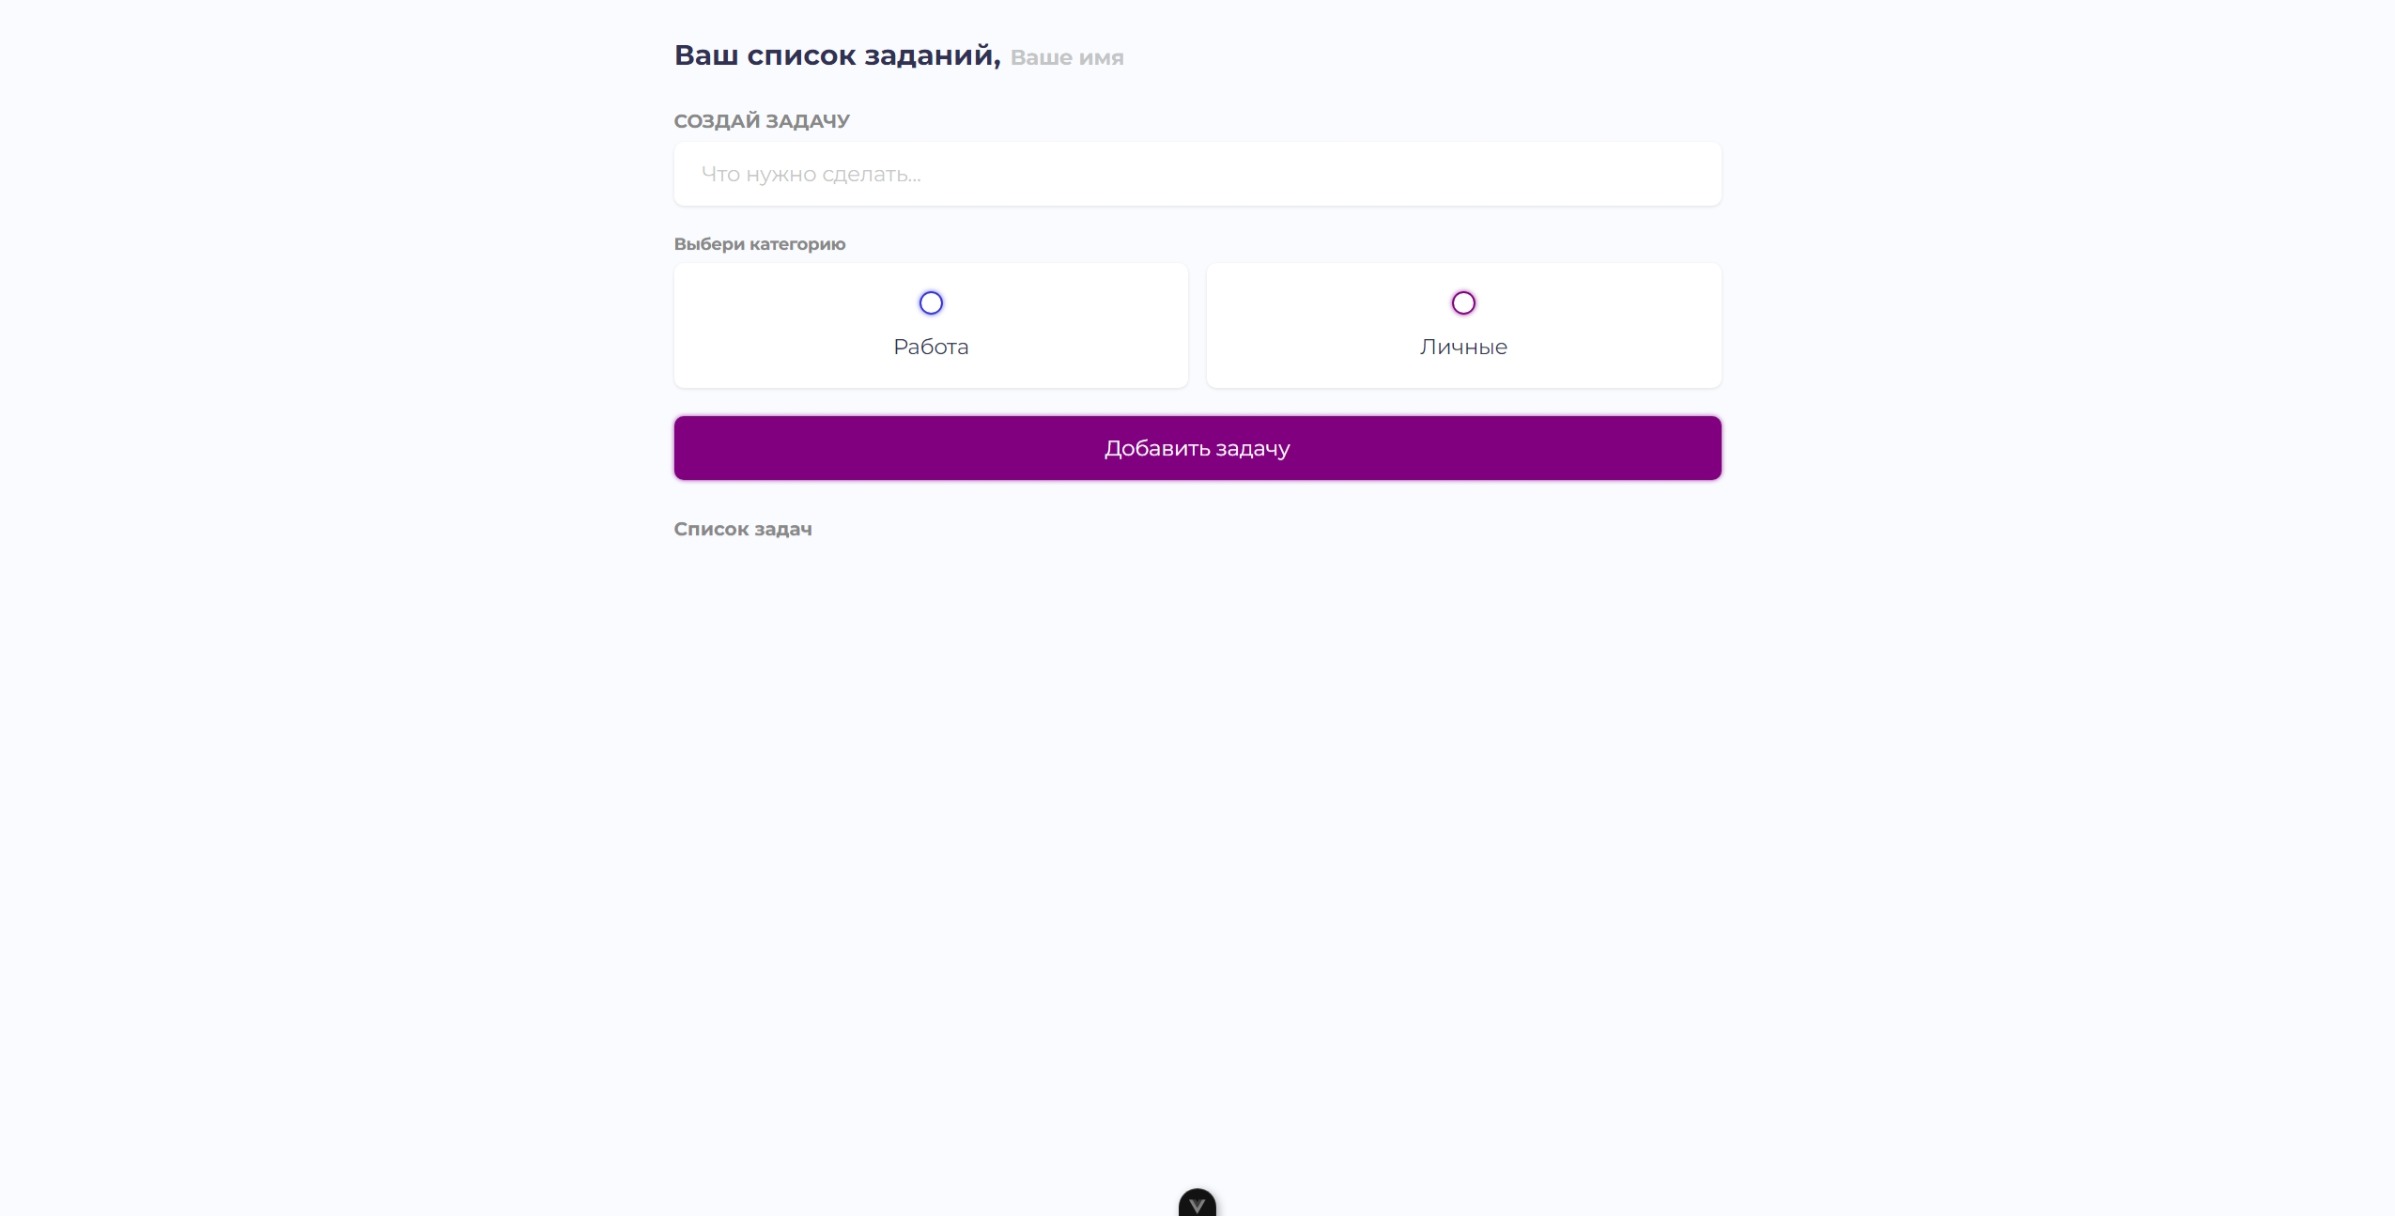 Ваш список заданий, Ваше имя
СОЗДАЙ ЗАДАЧУ
Что нужно сделать...
Выбери категорию
Работа
Личные
Добавить задачу
Список задач